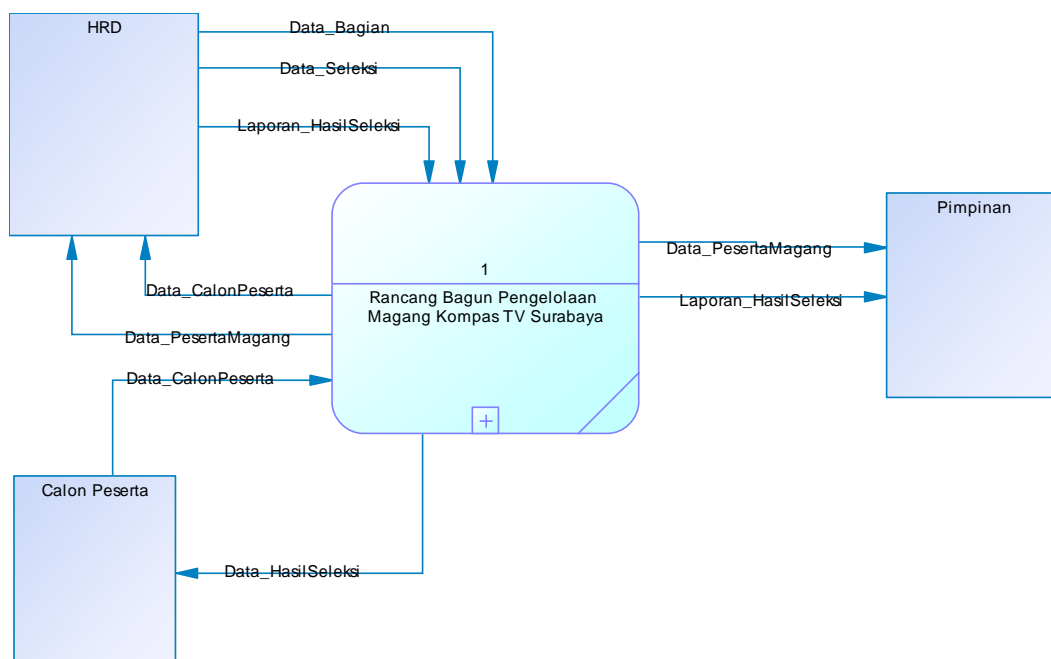 HRD
Data_Bagian
Data_Seleksi
Laporan_HasilSeleksi
Pimpinan
Data_PesertaMagang
1
Data_CalonPeserta
Rancang Bagun Pengelolaan
Magang Kompas TV Surabaya
Laporan_HasilSeleksi
Data_PesertaMagang
Data_CalonPeserta
Calon Peserta
Data_HasilSeleksi